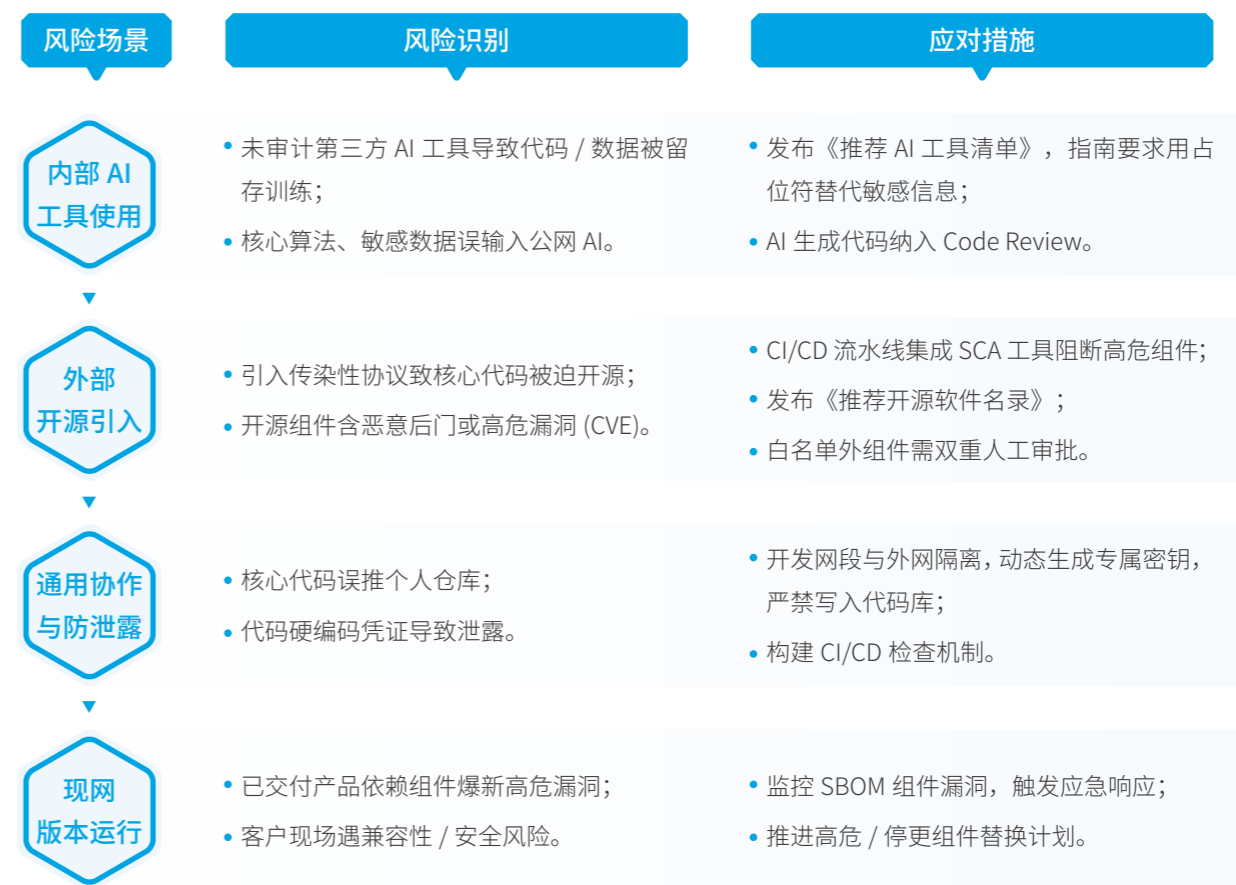 风险场景
风险识别
应对措施
内部 AI
工具使用
• 未审计第三方 AI 工具导致代码 / 数据被留
存训练；
• 核心算法、敏感数据误输入公网 AI。
• 发布《推荐 AI 工具清单》，指南要求用占
位符替代敏感信息；
• AI 生成代码纳入 Code Review。
外部
开源引入
• 引入传染性协议致核心代码被迫开源；
• 开源组件含恶意后门或高危漏洞 (CVE)。
• CI/CD 流水线集成 SCA 工具阻断高危组件；
• 发布《推荐开源软件名录》；
• 白名单外组件需双重人工审批。
通用协作
与防泄露
• 核心代码误推个人仓库；
• 代码硬编码凭证导致泄露。
• 开发网段与外网隔离，动态生成专属密钥，
严禁写入代码库；
• 构建 CI/CD 检查机制。
现网
版本运行
• 已交付产品依赖组件爆新高危漏洞；
• 客户现场遇兼容性 / 安全风险。
• 监控 SBOM 组件漏洞，触发应急响应；
• 推进高危 / 停更组件替换计划。